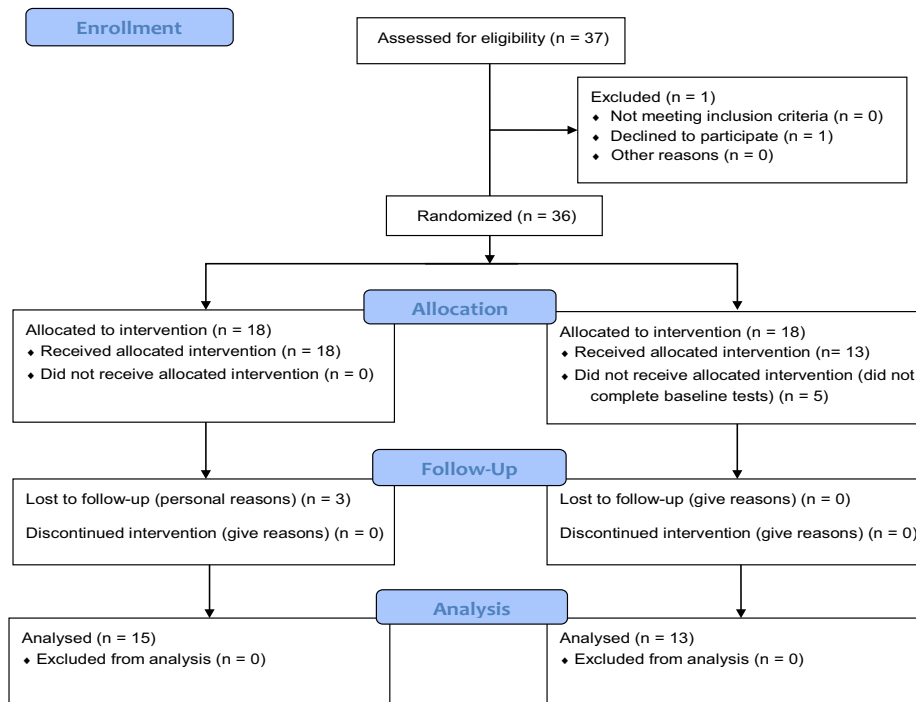 Enrollment
Assessed for eligibility (n = 37)
Excluded (n = 1)
⬥ Not meeting inclusion criteria (n = 0)
⬥ Declined to participate (n = 1)
⬥ Other reasons (n = 0)
Randomized (n = 36)
Allocation
Allocated to intervention (n = 18)
⬥ Received allocated intervention (n = 18)
⬥ Did not receive allocated intervention (n = 0)
Allocated to intervention (n = 18)
⬥ Received allocated intervention (n= 13)
⬥ Did not receive allocated intervention (did not
complete baseline tests) (n = 5)
Follow-Up
Lost to follow-up (personal reasons) (n = 3)
Discontinued intervention (give reasons) (n = 0)
Lost to follow-up (give reasons) (n = 0)
Discontinued intervention (give reasons) (n = 0)
Analysis
Analysed (n = 15)
⬥ Excluded from analysis (n = 0)
Analysed (n = 13)
⬥ Excluded from analysis (n = 0)